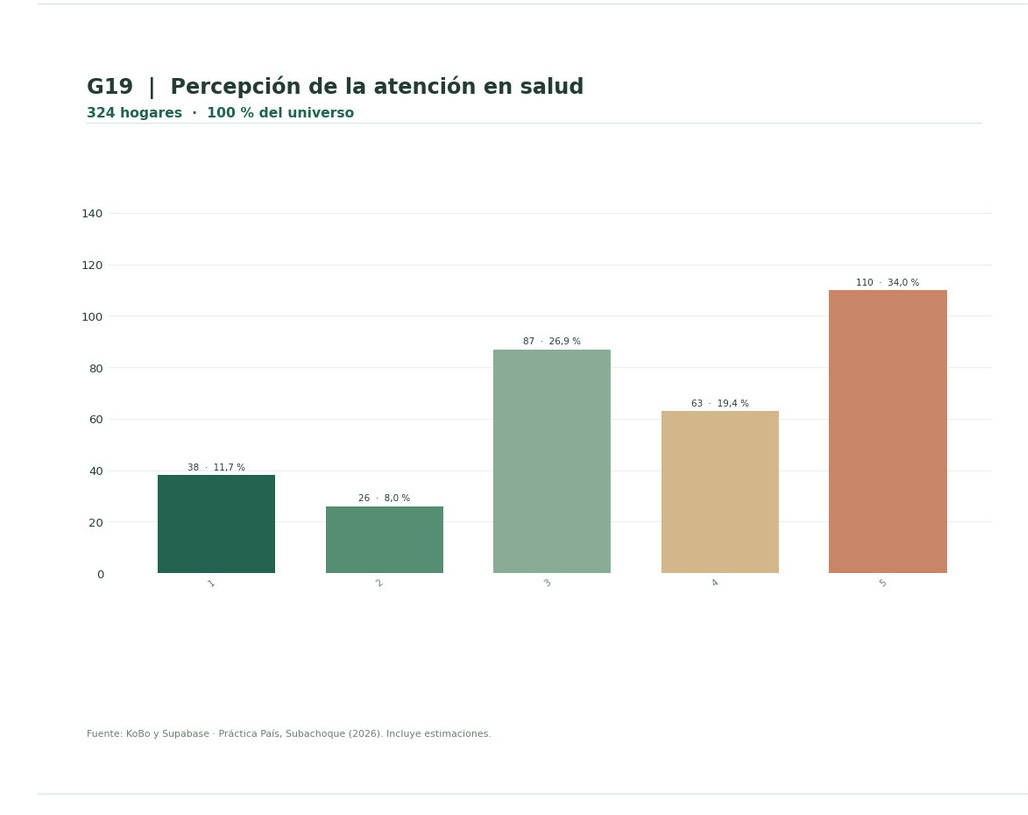 G19 | Percepción de la atención en salud
324 hogares · 100 % del universo
140
120
100
80
60
40
20
0
38 · 11,7 %
26 · 8,0 %
87 · 26,9 %
63 · 19,4 %
110 · 34,0 %
1
2
3
4
5
Fuente: KoBo y Supabase · Práctica País, Subachoque (2026). Incluye estimaciones.